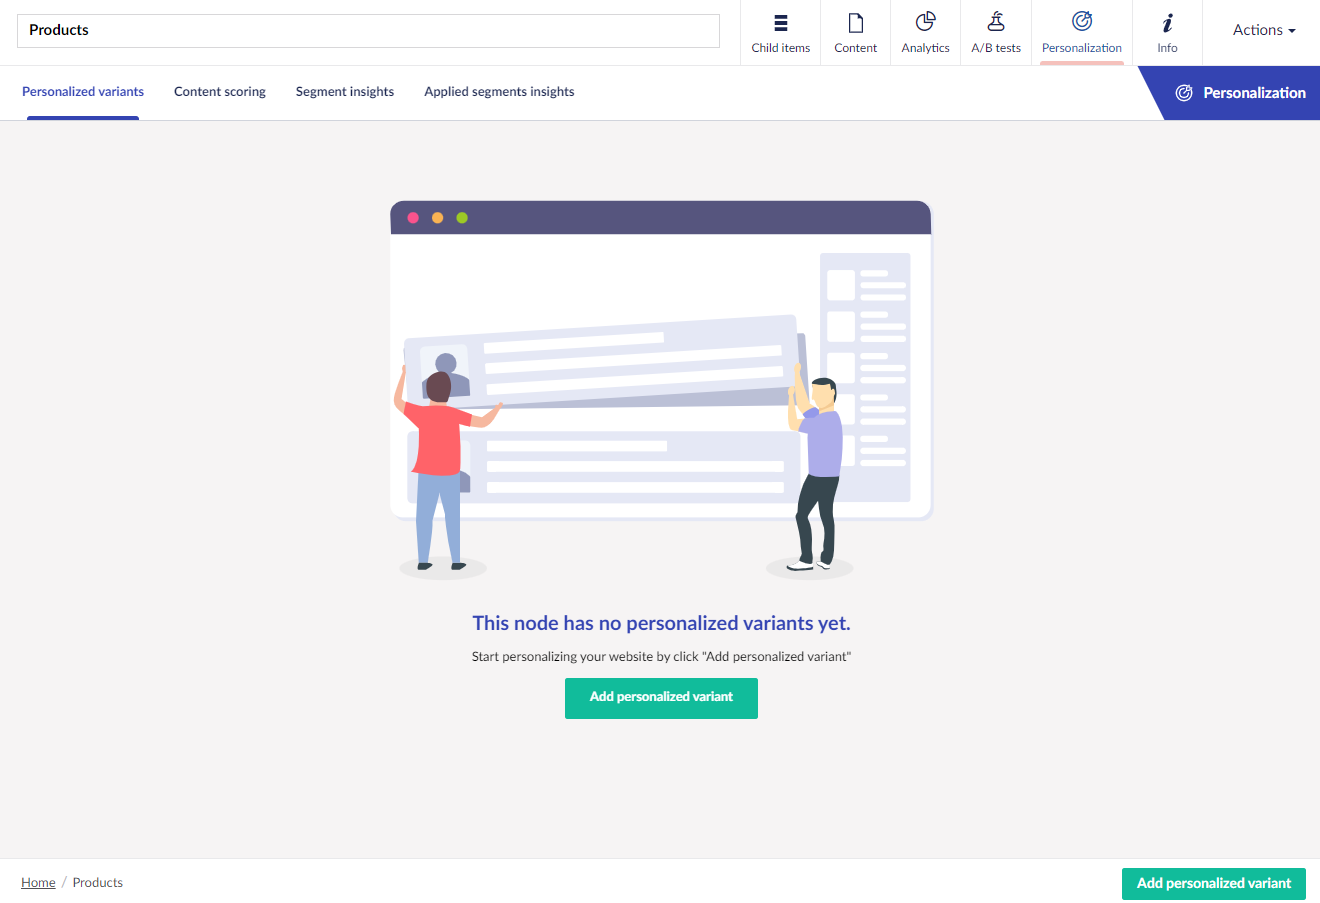 Products
Child items
Content
Analytics
A/B tests
Personalization
Info
Actions
Personalized variants
Content scoring
Segment insights
Applied segments insights
Personalization
This node has no personalized variants yet.
Start personalizing your website by click "Add personalized variant"
Add personalized variant
Home / Products
Add personalized variant